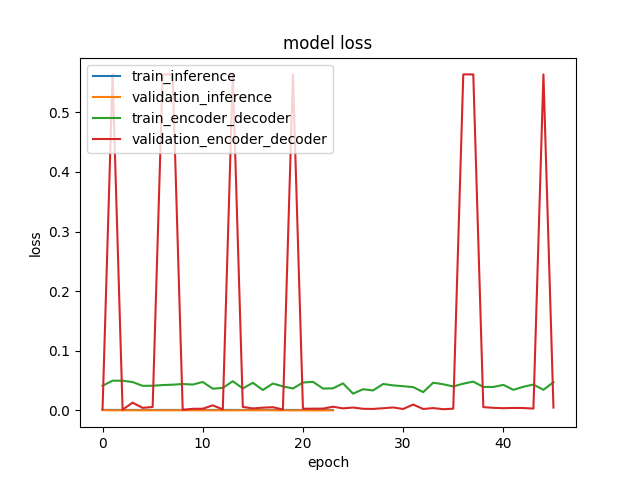 model loss
train_inference
validation_inference
train_encoder_decoder
validation_encoder_decoder
0.5
0.4
0.3
0.2
0.1
0.0
loss
0 10 20 30 40
epoch